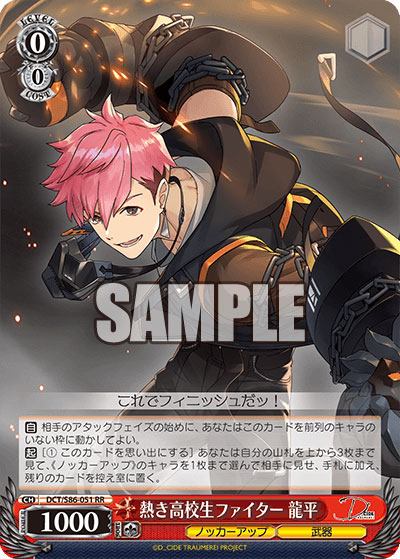 LEVEL
0
0
COST
SAMPLE
これでフィニッシュだッ！
自 相手のアタックフェイズの始めに、あなたはこのカードを前列のキャラの
いない枠に動かしてよい。
起［① このカードを思い出にする］ あなたは自分の山札を上から3枚まで
見て、《ノッカーアップ》のキャラを1枚まで選んで相手に見せ、手札に加え、
残りのカードを控え室に置く。
CH DCT/S86-051 RR
1000
熱き高校生ファイター 龍平
ノッカーアップ
武器
©D_CIDE TRAUMEREI PROJECT